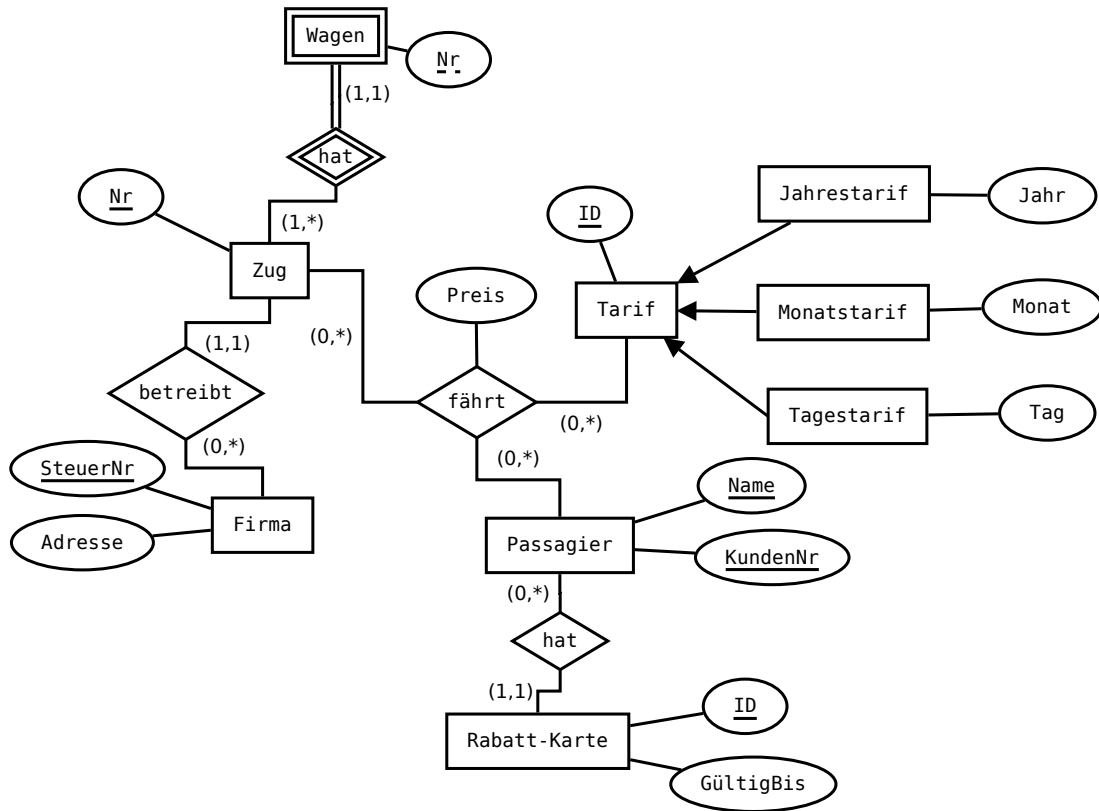 Wagen
Nr
(1,1)
hat
Nr
(1,*)
Zug
(1,1)
betreibt
(0,*)
SteuerNr
Firma
Adresse
(0,*)
Preis
fährt
(0,*)
(0,*)
ID
Tarif
Jahrestarif
Jahr
Monatstarif
Monat
Tagestarif
Tag
Name
Passagier
KundenNr
(0,*)
hat
(1,1)
ID
Rabatt-Karte
GültigBis